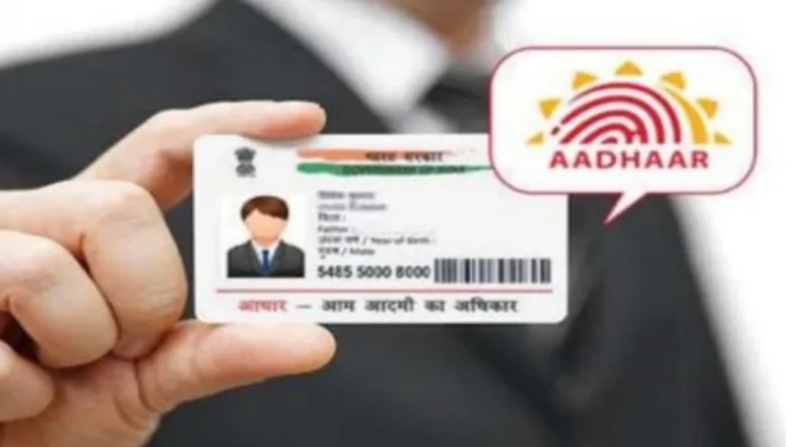 AADHAAR
भारत सरकार
GOVERNMENT OF INDIA
पिता :
Father :
जन्म वर्ष / Year of Birth :
पुरुष / Male
5485 5000 8000
आधार — आम आदमी का अधिकार